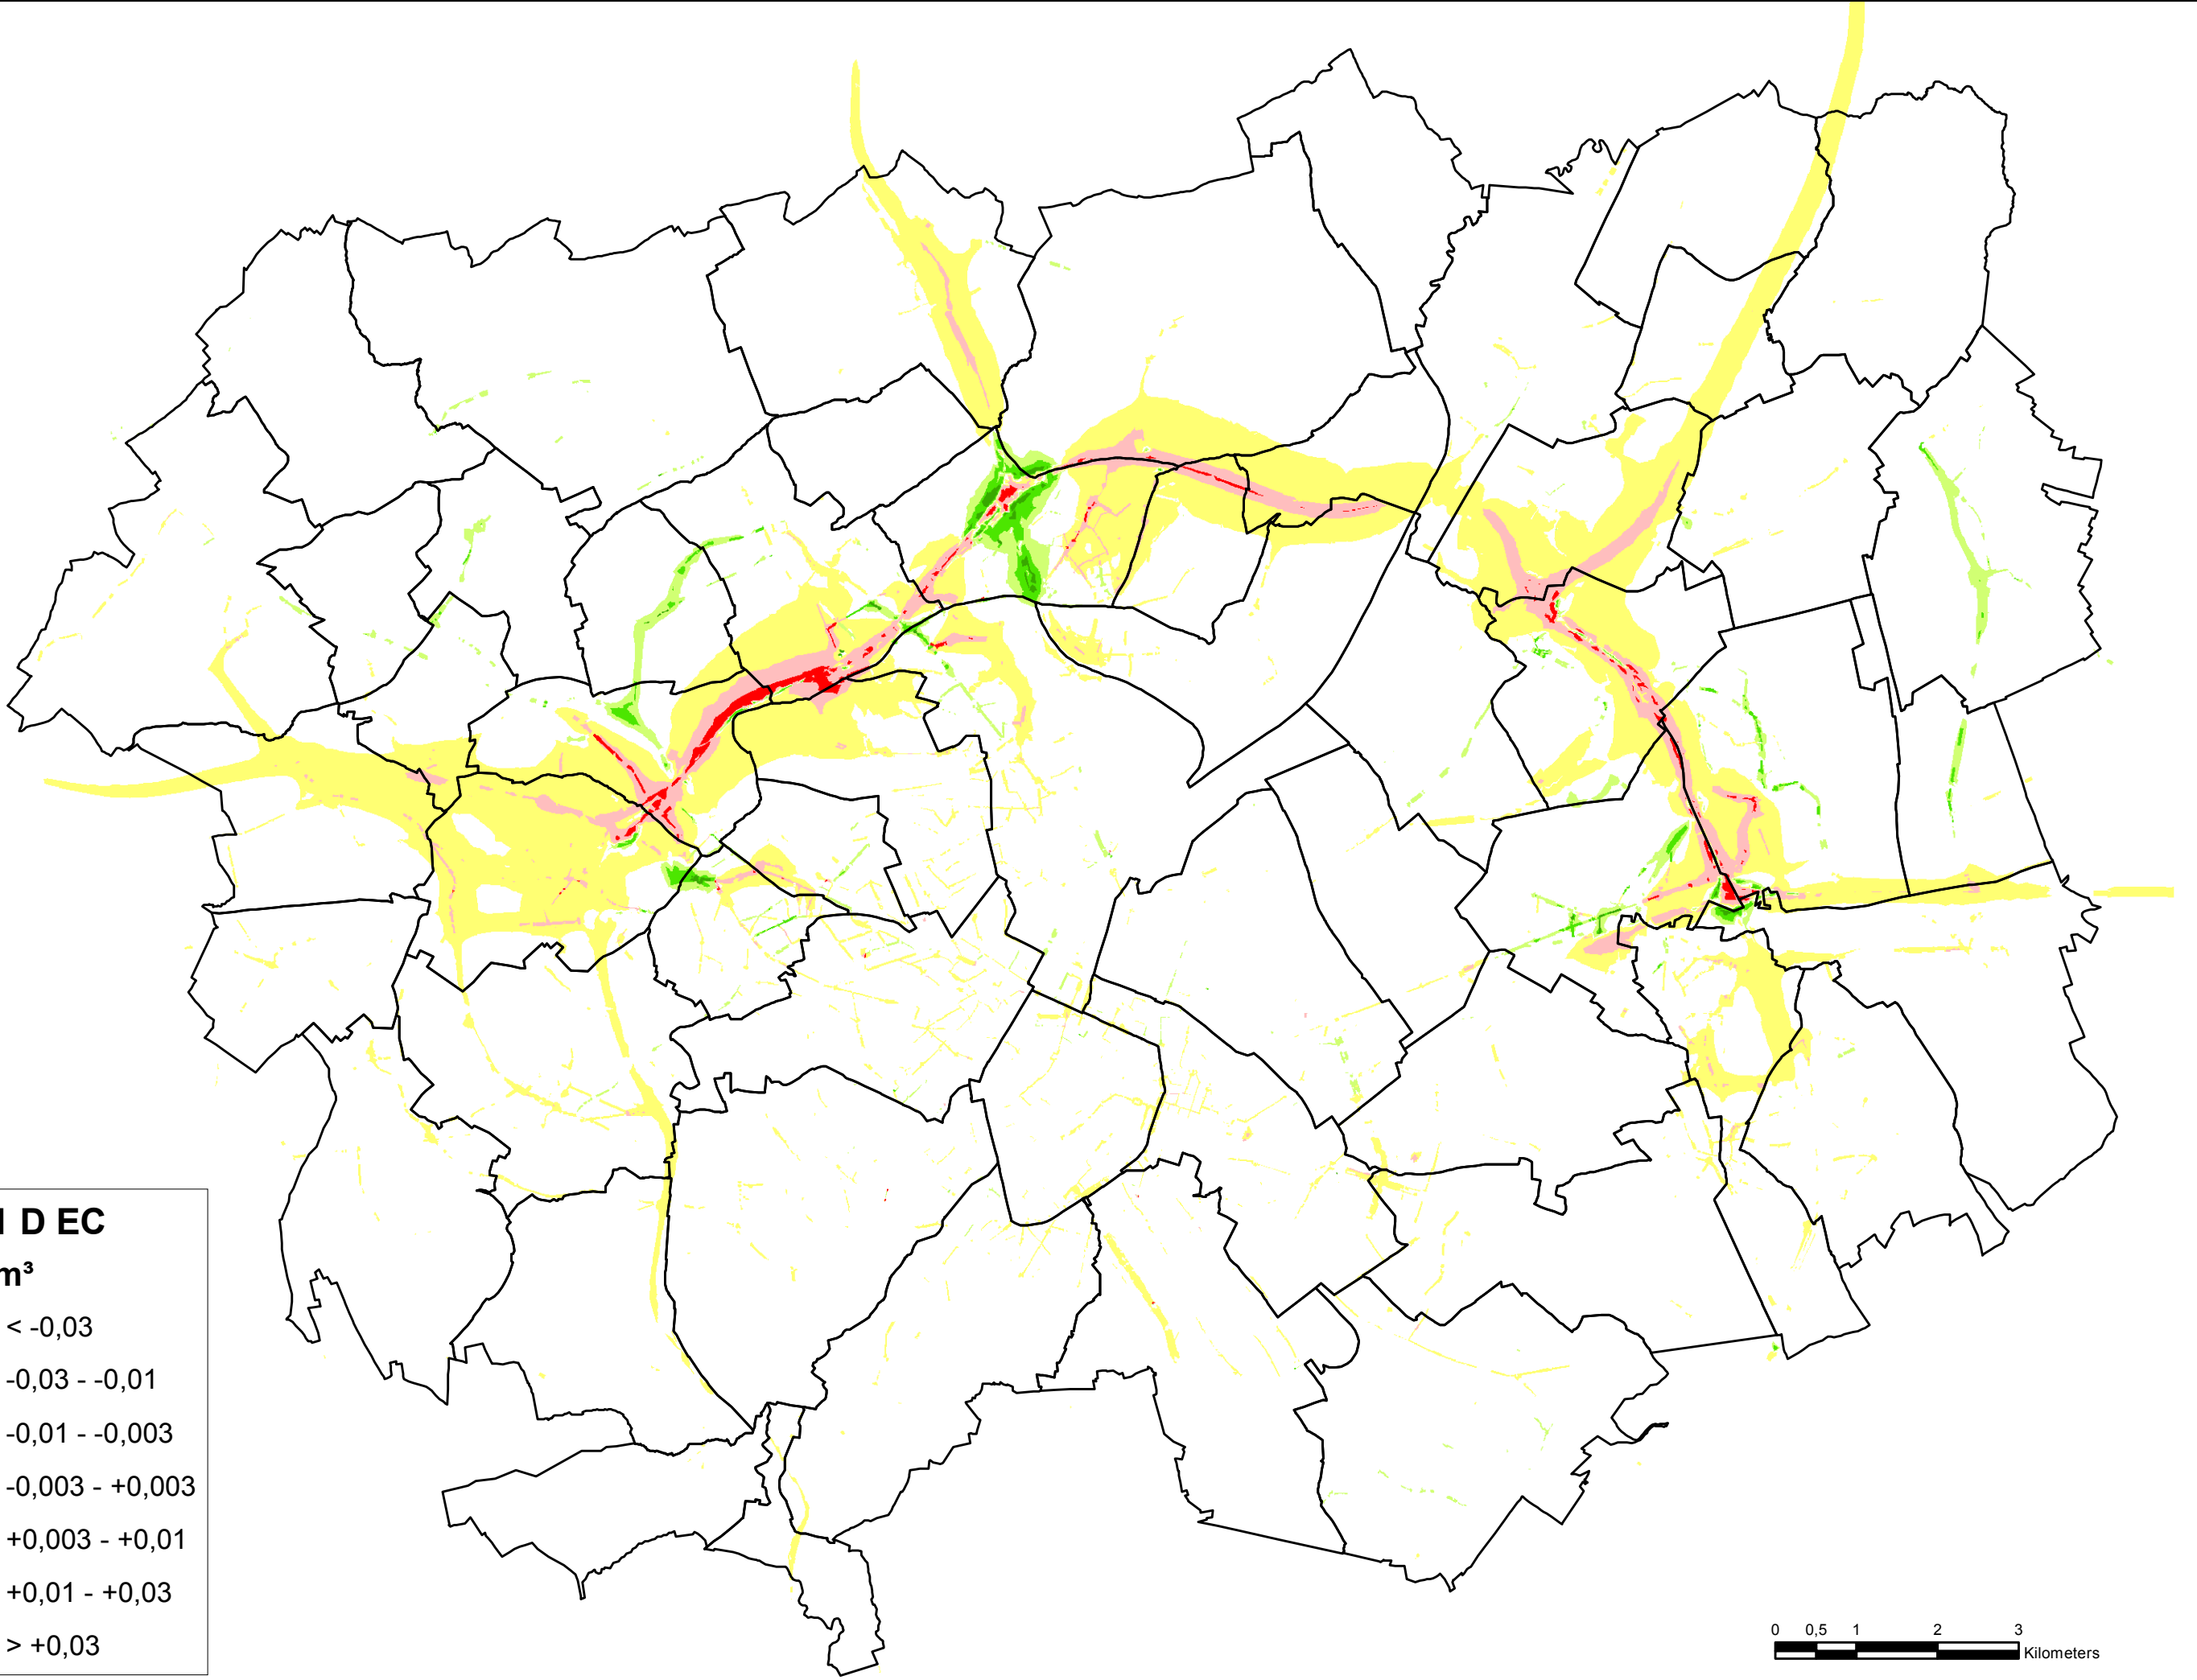 D EC
m³
< -0,03
-0,03 - -0,01
-0,01 - -0,003
-0,003 - +0,003
+0,003 - +0,01
+0,01 - +0,03
> +0,03
0 0,5 1 2 3
Kilometers